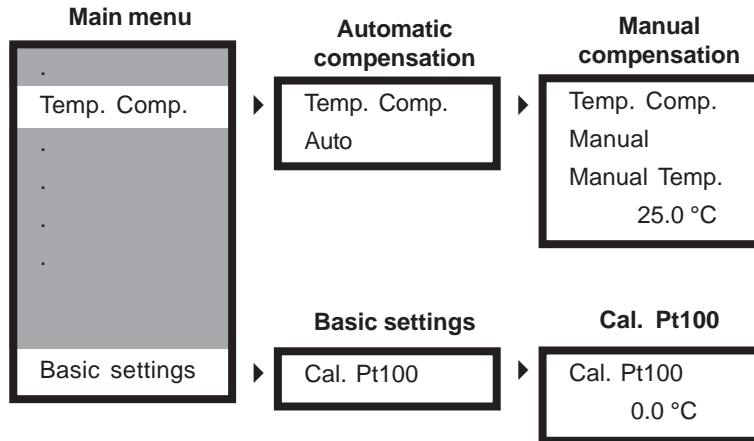 Main menu
.
Temp. Comp.
.
.
.
.
Basic settings
Automatic
compensation
Temp. Comp.
Auto
Manual
compensation
Temp. Comp.
Manual
Manual Temp.
25.0 °C
Basic settings
Cal. Pt100
Cal. Pt100
Cal. Pt100
0.0 °C